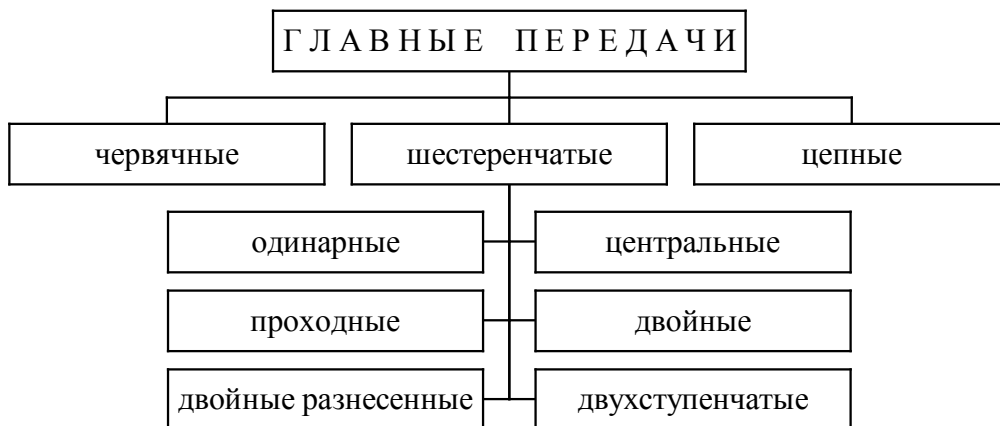 ГЛАВНЫЕ ПЕРЕДАЧИ
червячные
шестеренчатые
цепные
одинарные
центральные
проходные
двойные
двойные разнесенные
двухступенчатые